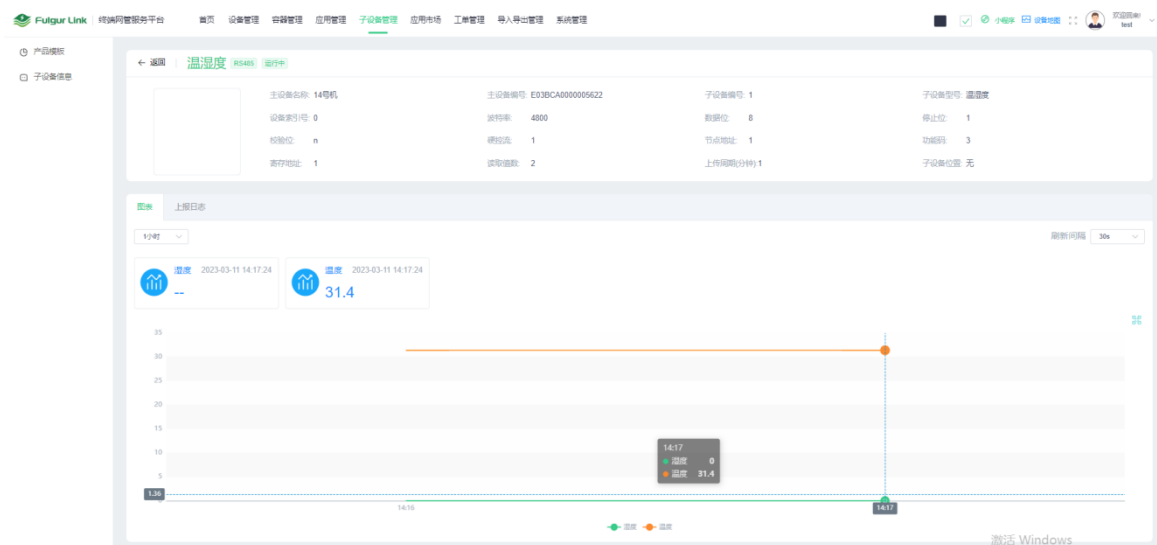 Fulgur Link 终端网管服务平台 首页 设备管理 容器管理 应用管理 子设备管理 应用市场 工单管理 导入导出管理 系统管理 小程序 设备地图 欢迎回来! test
产品模板
子设备信息
← 返回 温湿度 RS485 运行中
主设备名称: 14号机 主设备编号: E03BCA0000005622 子设备编号: 1 子设备型号: 温湿度
设备索引号: 0 波特率: 4800 数据位: 8 停止位: 1
校验位: n 硬控流: 1 节点地址: 1 功能码: 3
寄存地址: 1 读取值数: 2 上传周期(分钟):1 子设备位置: 无
图表 上报日志
1小时 刷新间隔 30s
湿度 2023-03-11 14:17:24 温度 2023-03-11 14:17:24
-- 31.4
35
30
25
20
15
10
5
0
1.36
14:17
湿度 0
温度 31.4
14:16 14:17
湿度 温度
激活 Windows